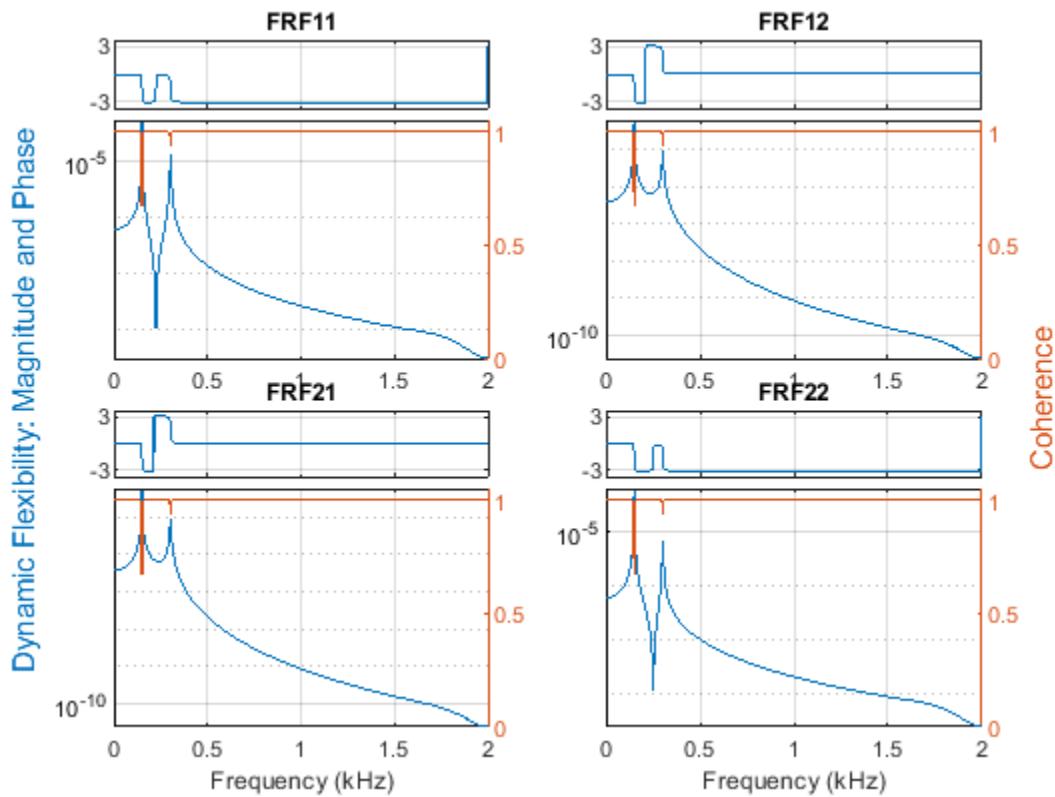 FRF11
FRF12
3
-3
3
-3
10-5
1
0.5
0
10-10
1
0.5
0
0 0.5 1 1.5 2
0 0.5 1 1.5 2
FRF21
FRF22
3
-3
3
-3
10-10
1
0.5
0
10-5
1
0.5
0
0 0.5 1 1.5 2
0 0.5 1 1.5 2
Frequency (kHz)
Frequency (kHz)
Dynamic Flexibility: Magnitude and Phase
Coherence